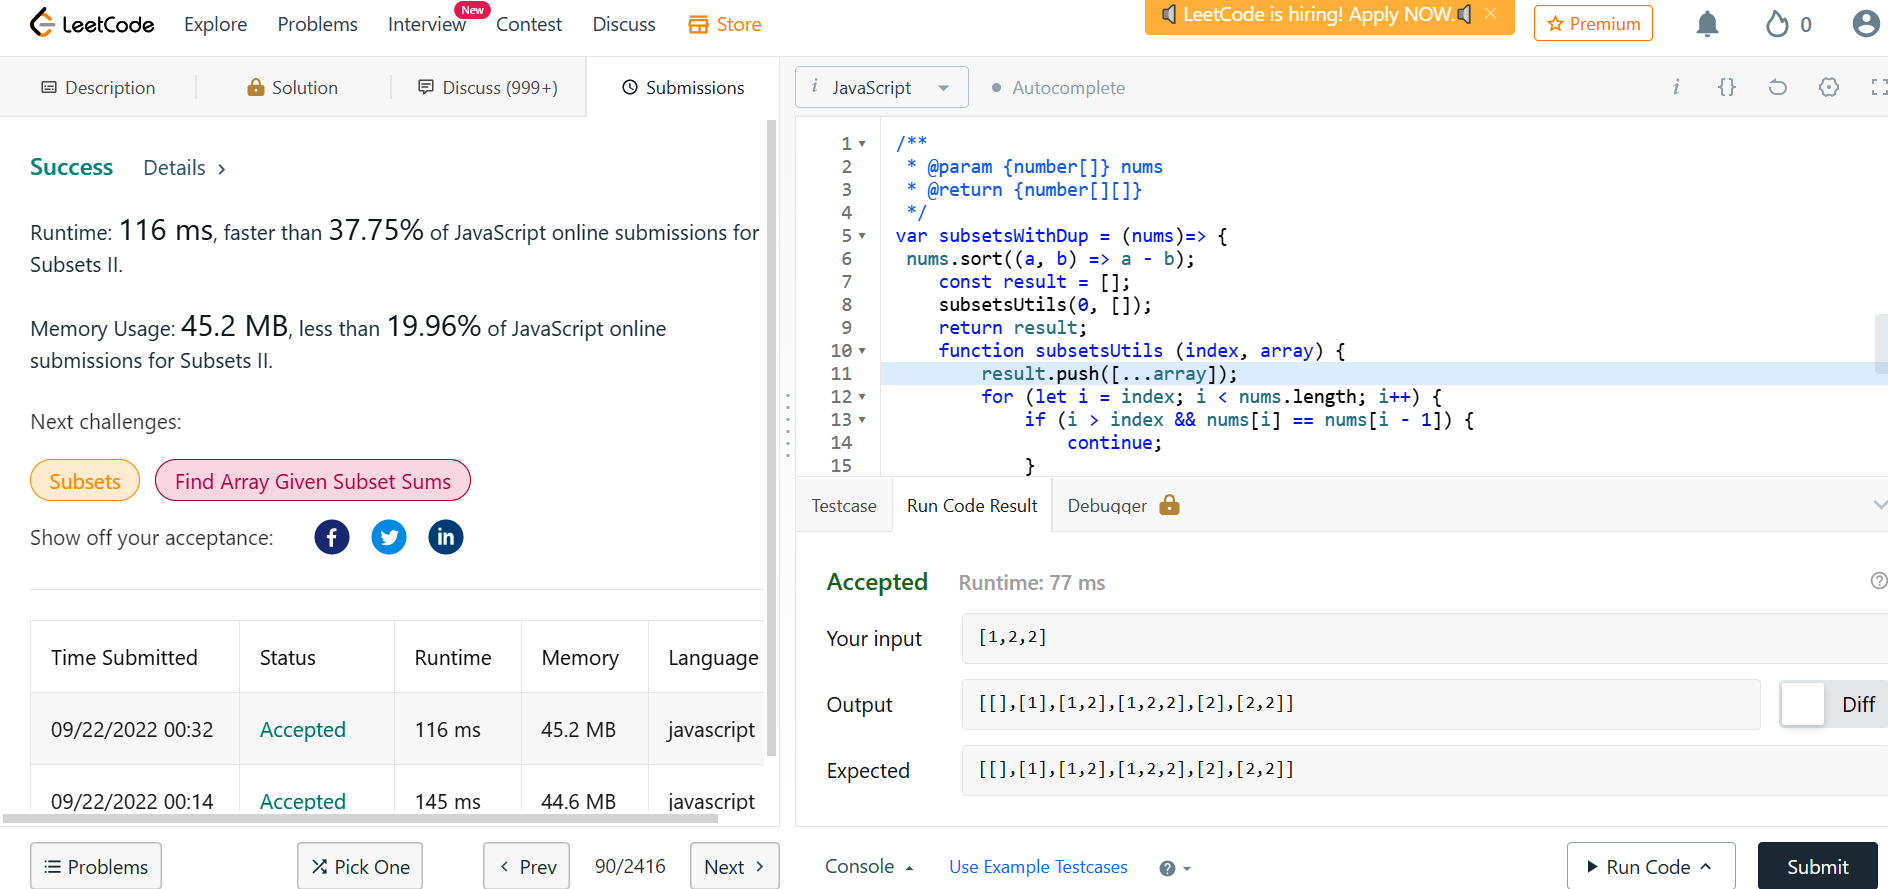 LeetCode Explore Problems Interview New Contest Discuss Store LeetCode is hiring! Apply NOW. Premium 0
Description Solution Discuss (999+) Submissions
Success Details
Runtime: 116 ms, faster than 37.75% of JavaScript online submissions for
Subsets II.
Memory Usage: 45.2 MB, less than 19.96% of JavaScript online
submissions for Subsets II.
Next challenges:
Subsets Find Array Given Subset Sums
Show off your acceptance:
Time Submitted Status Runtime Memory Language
09/22/2022 00:32 Accepted 116 ms 45.2 MB javascript
09/22/2022 00:14 Accepted 145 ms 44.6 MB javascript
Problems Pick One Prev 90/2416 Next
i JavaScript Autocomplete i {}
1 /**
2  * @param {number[]} nums
3  * @return {number[][]}
4  */
5 var subsetsWithDup = (nums)=> {
6  nums.sort((a, b) => a - b);
7     const result = [];
8     subsetsUtils(0, []);
9     return result;
10     function subsetsUtils (index, array) {
11         result.push([...array]);
12         for (let i = index; i < nums.length; i++) {
13             if (i > index && nums[i] == nums[i - 1]) {
14                 continue;
15             }
Testcase Run Code Result Debugger
Accepted Runtime: 77 ms
Your input [1,2,2]
Output [[],[1],[1,2],[1,2,2],[2],[2,2]] Diff
Expected [[],[1],[1,2],[1,2,2],[2],[2,2]]
Console Use Example Testcases Run Code Submit